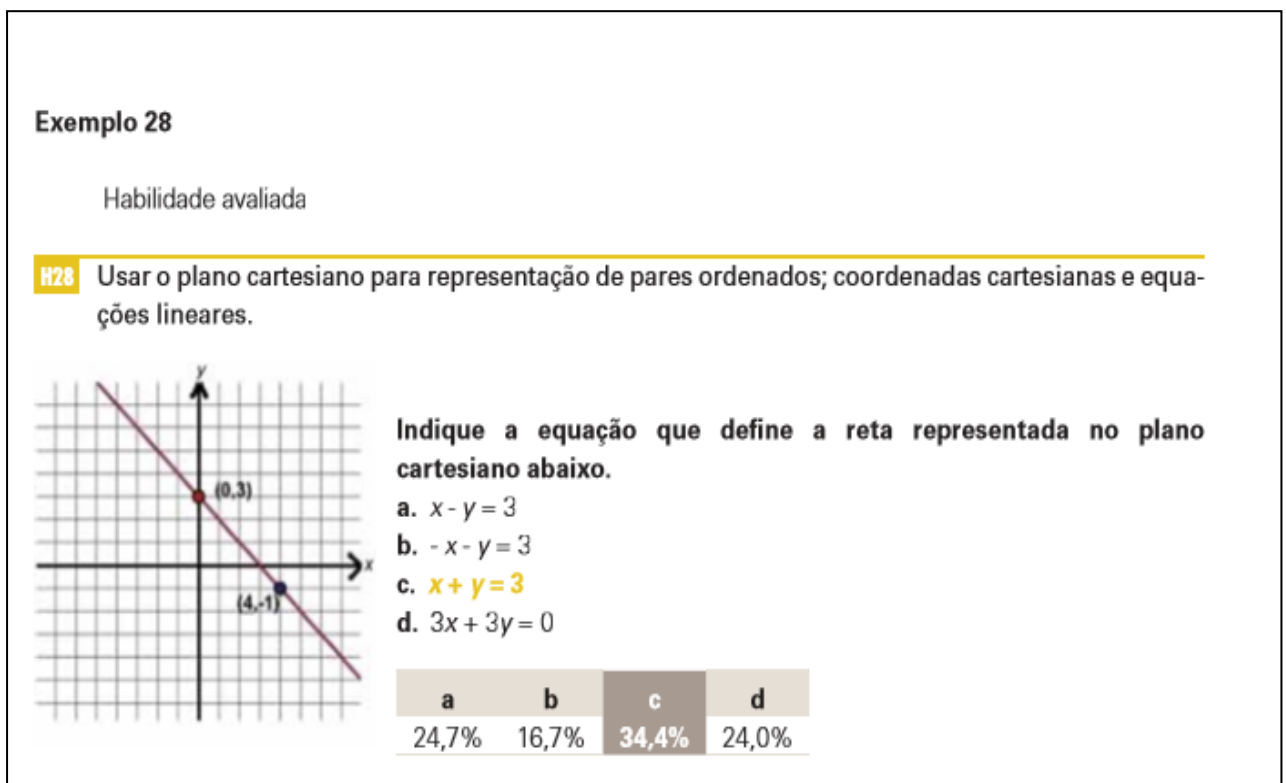 Exemplo 28
Habilidade avaliada
H28 Usar o plano cartesiano para representação de pares ordenados; coordenadas cartesianas e equa-
ções lineares.
y
(0,3)
x
(4,-1)
Indique a equação que define a reta representada no plano
cartesiano abaixo.
a. x - y = 3
b. - x - y = 3
c. x + y = 3
d. 3x + 3y = 0
a b c d
24,7% 16,7% 34,4% 24,0%